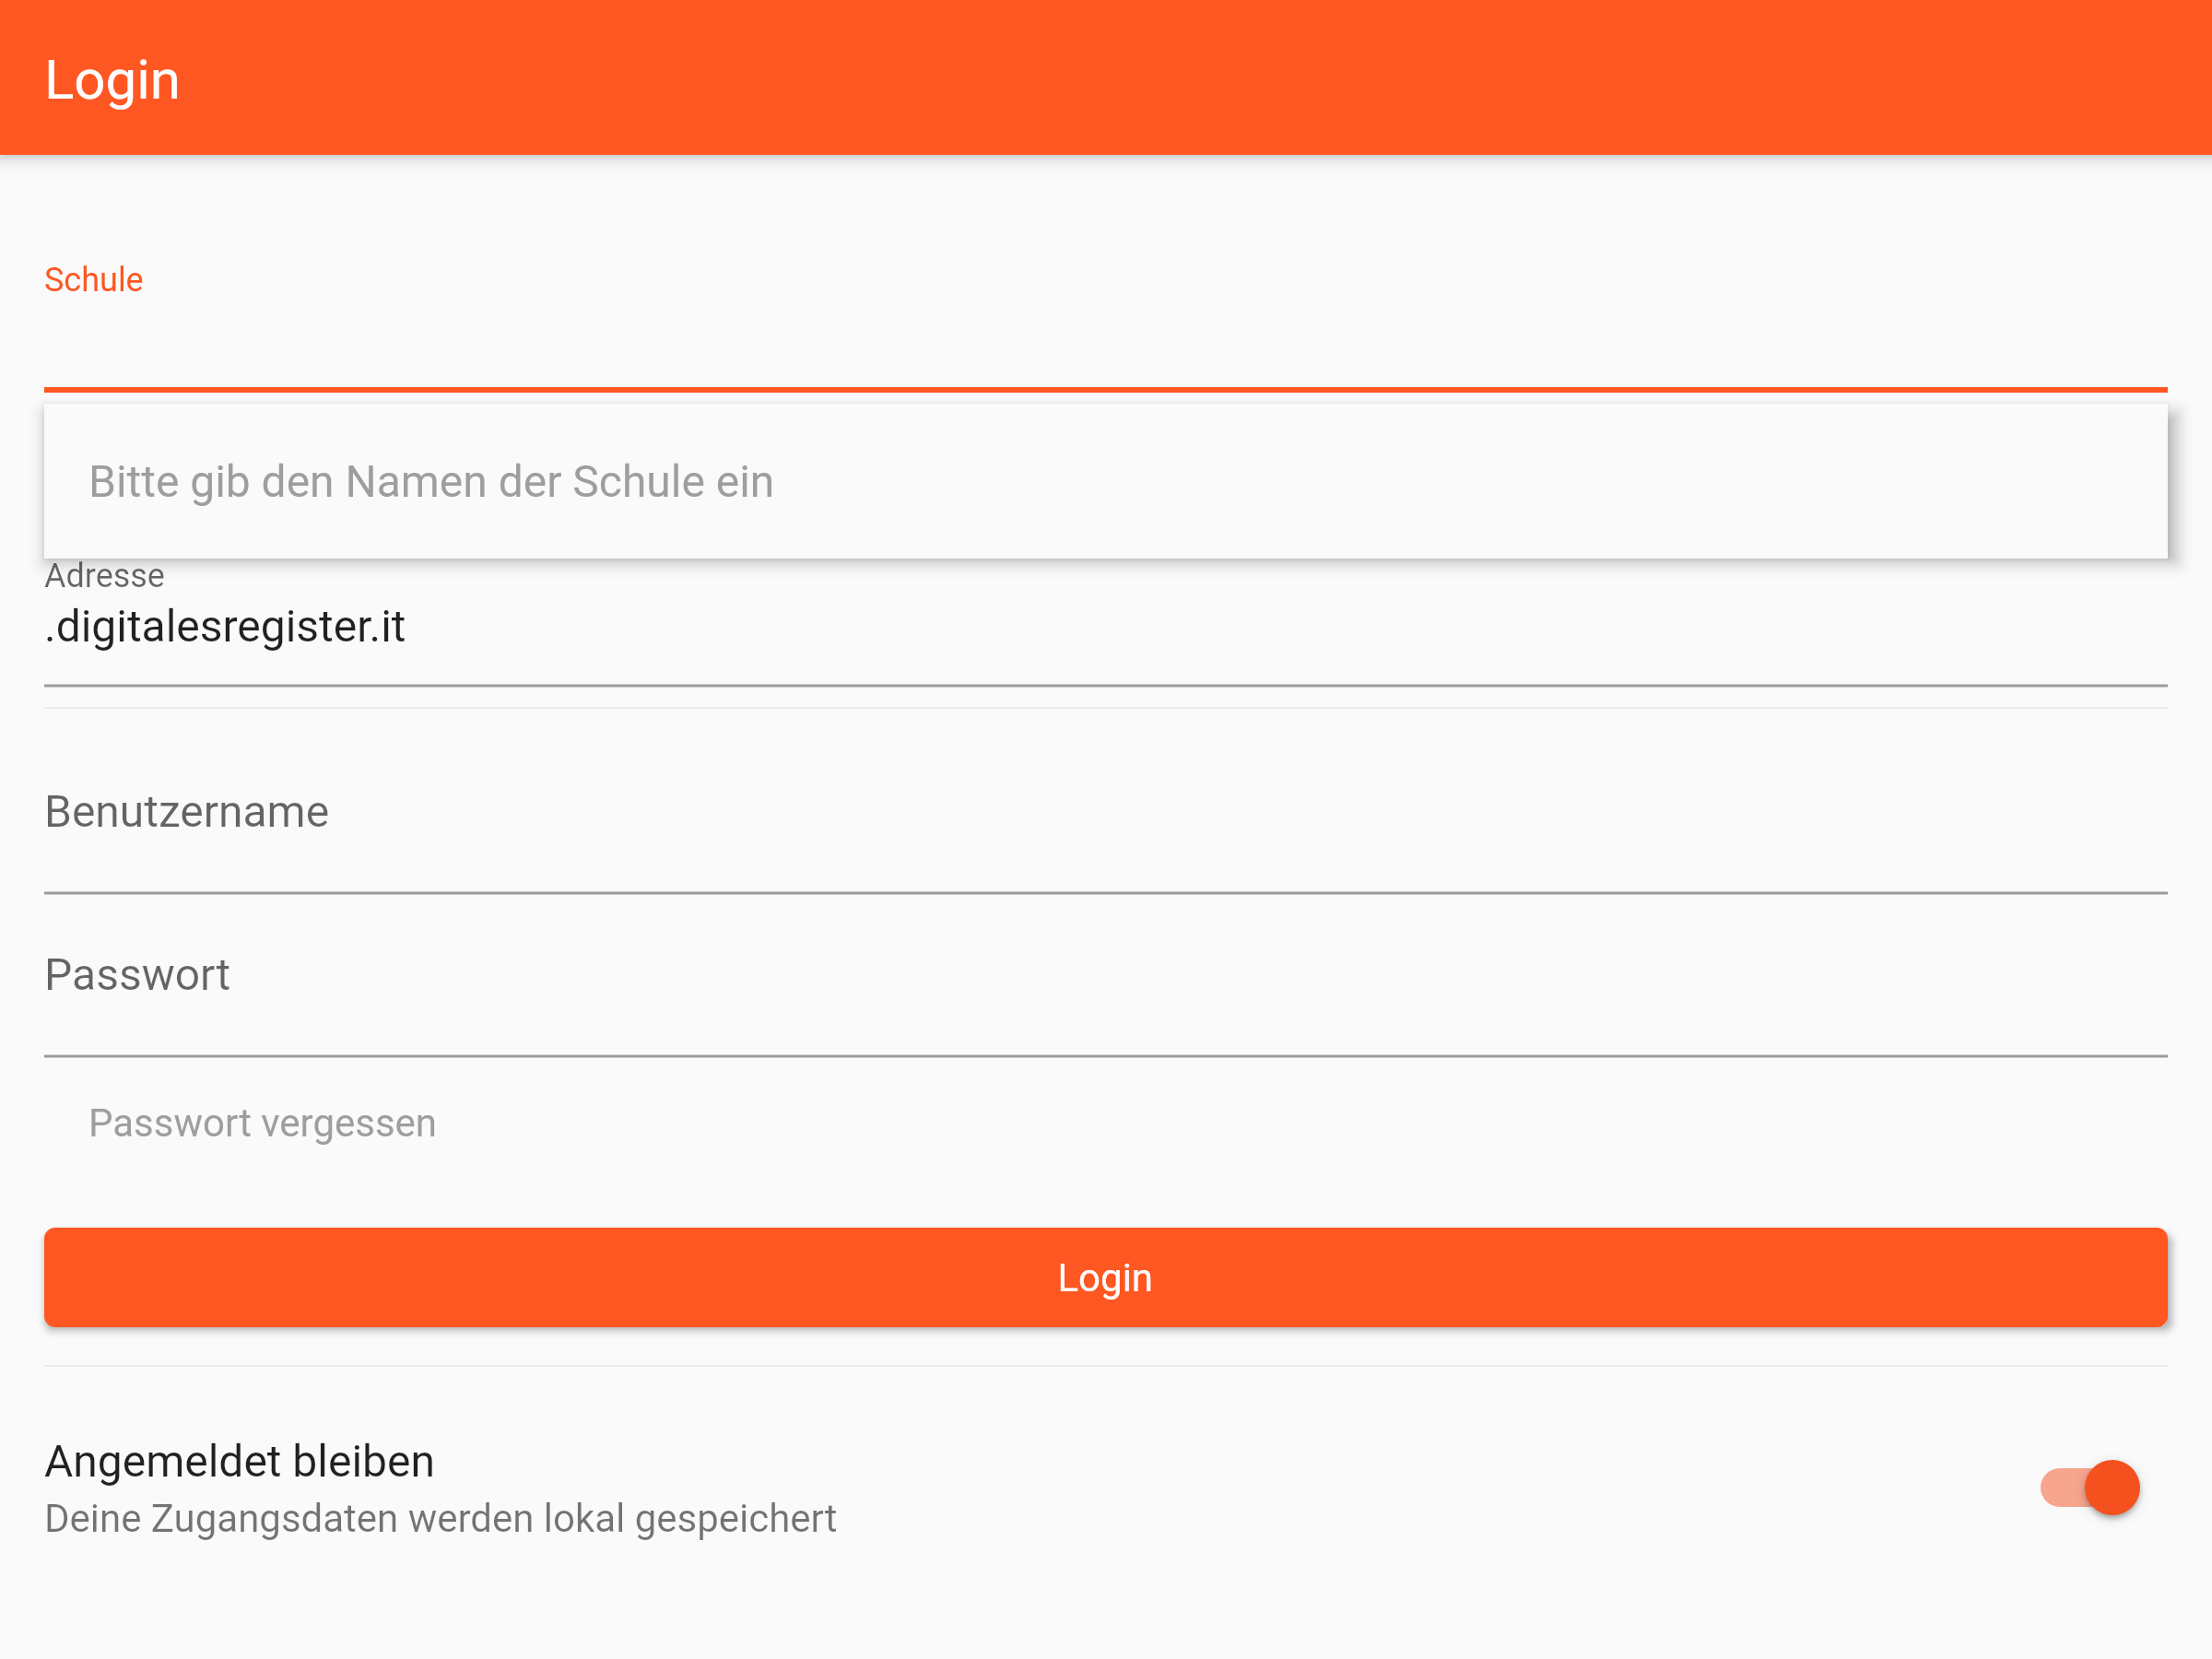 Login
Schule
Bitte gib den Namen der Schule ein
Adresse
.digitalesregister.it
Benutzername
Passwort
Passwort vergessen
Login
Angemeldet bleiben
Deine Zugangsdaten werden lokal gespeichert